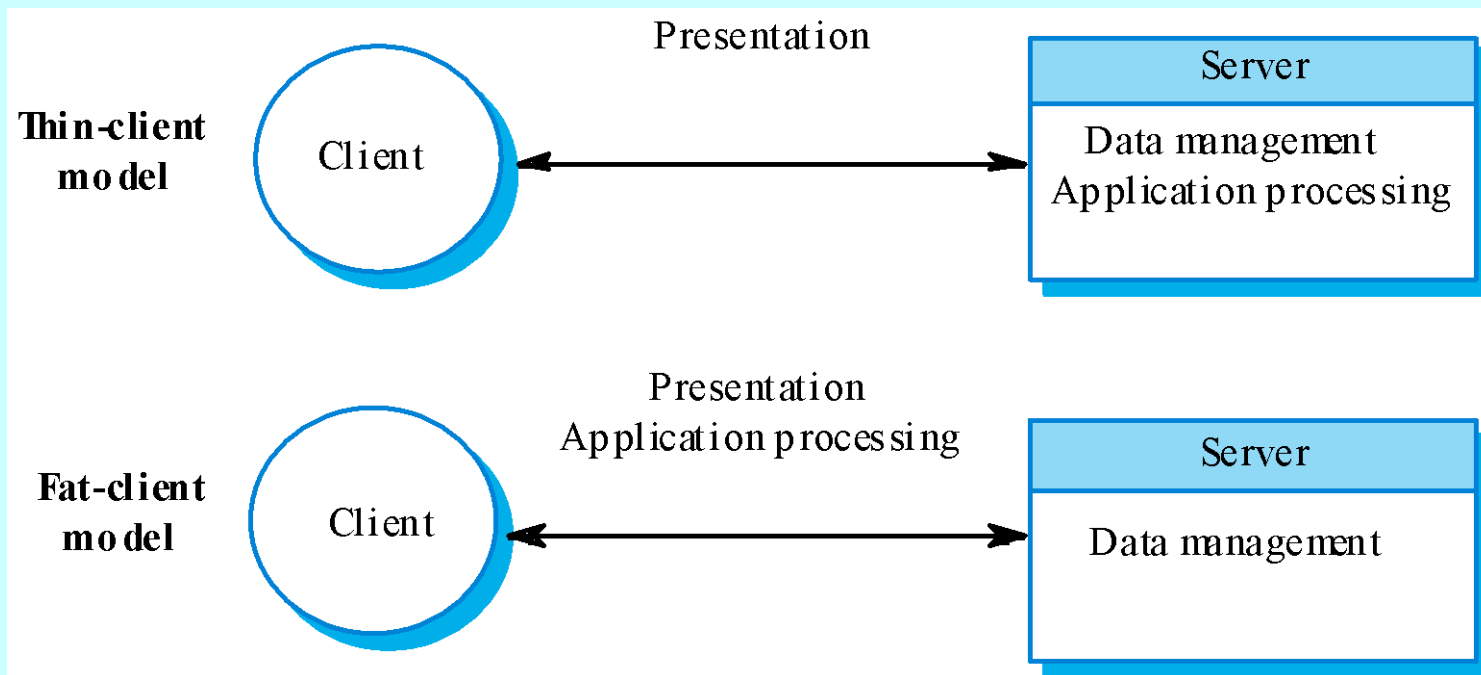 Presentation
Thin-client
model
Client
Server
Data management
Application processing
Presentation
Application processing
Fat-client
model
Client
Server
Data management